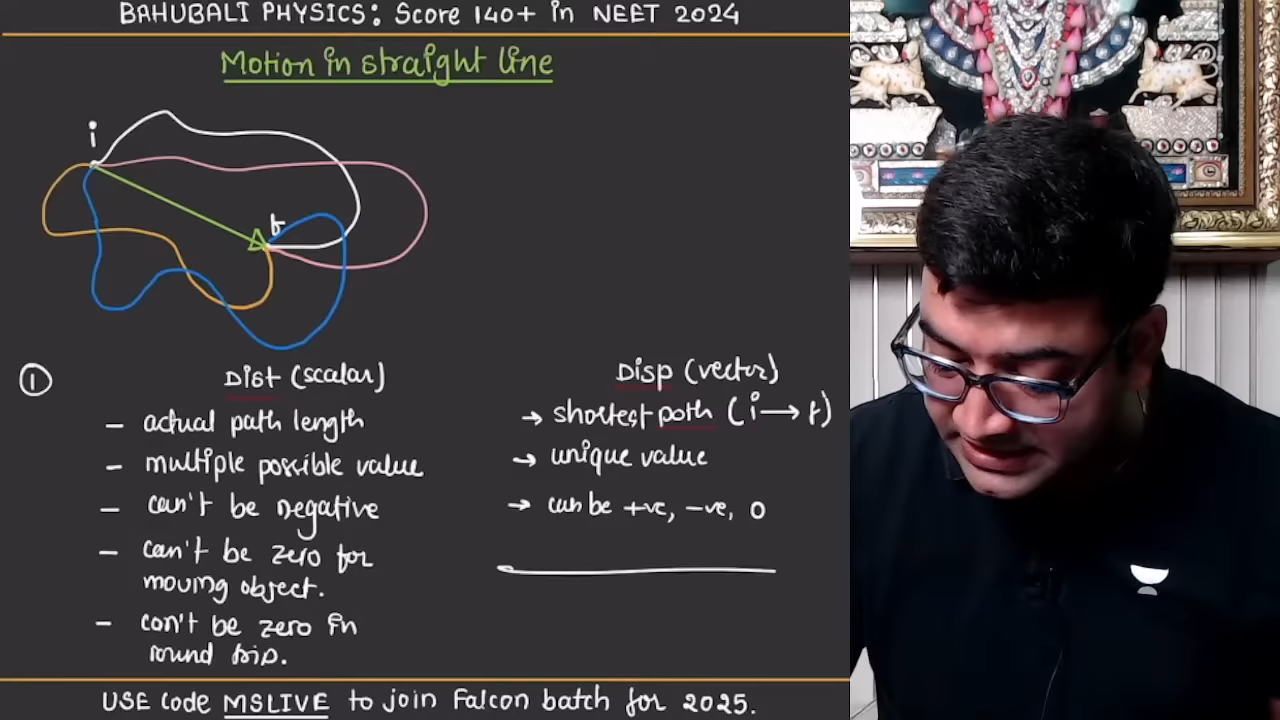 BAHUBALI PHYSICS: Score 140+ in NEET 2024
Motion in straight line
i
f
① Dist (scalar)
– actual path length
– multiple possible value
– can't be negative
– can't be zero for
moving object.
– can't be zero in
round trip.
Disp (vector)
→ shortest path (i→f)
→ unique value
→ can be +ve, -ve, 0
USE Code MSLIVE to join Falcon batch for 2025.